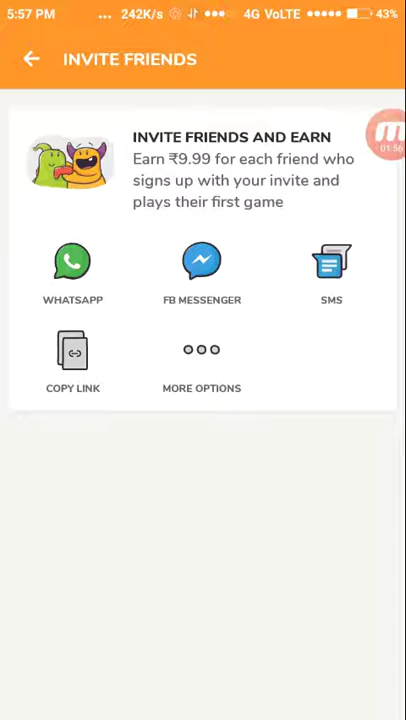 5:57 PM ... 242K/s 4G VoLTE 43%
INVITE FRIENDS
INVITE FRIENDS AND EARN
Earn ₹9.99 for each friend who
signs up with your invite and
plays their first game
01:56
WHATSAPP FB MESSENGER SMS
COPY LINK MORE OPTIONS